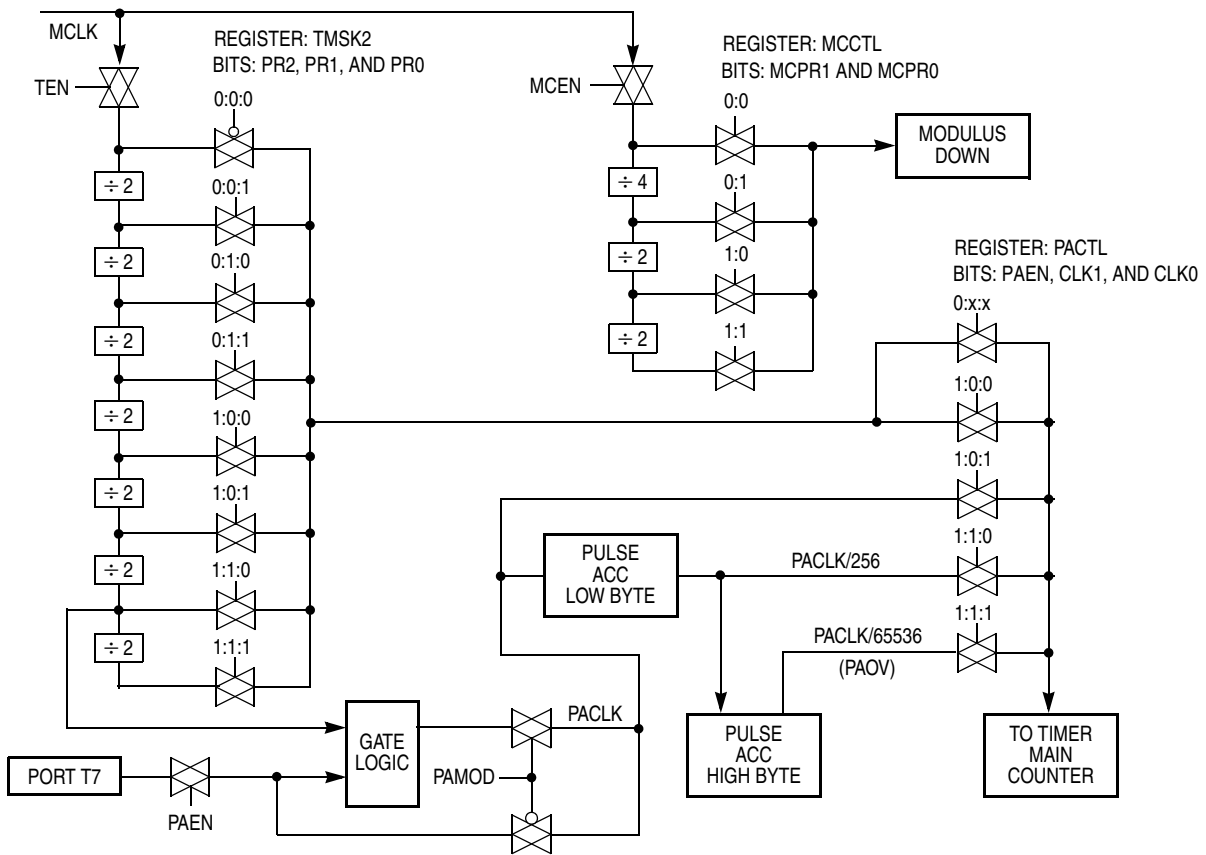 MCLK
TEN
REGISTER: TMSK2
BITS: PR2, PR1, AND PR0
0:0:0
÷ 2
0:0:1
÷ 2
0:1:0
÷ 2
0:1:1
÷ 2
1:0:0
÷ 2
1:0:1
÷ 2
1:1:0
÷ 2
1:1:1
MCEN
REGISTER: MCCTL
BITS: MCPR1 AND MCPR0
0:0
÷ 4
0:1
÷ 2
1:0
÷ 2
1:1
MODULUS
DOWN
REGISTER: PACTL
BITS: PAEN, CLK1, AND CLK0
0:x:x
1:0:0
1:0:1
1:1:0
1:1:1
PULSE
ACC
LOW BYTE
PACLK/256
PACLK/65536
(PAOV)
PULSE
ACC
HIGH BYTE
TO TIMER
MAIN
COUNTER
PORT T7
PAEN
GATE
LOGIC
PACLK
PAMOD